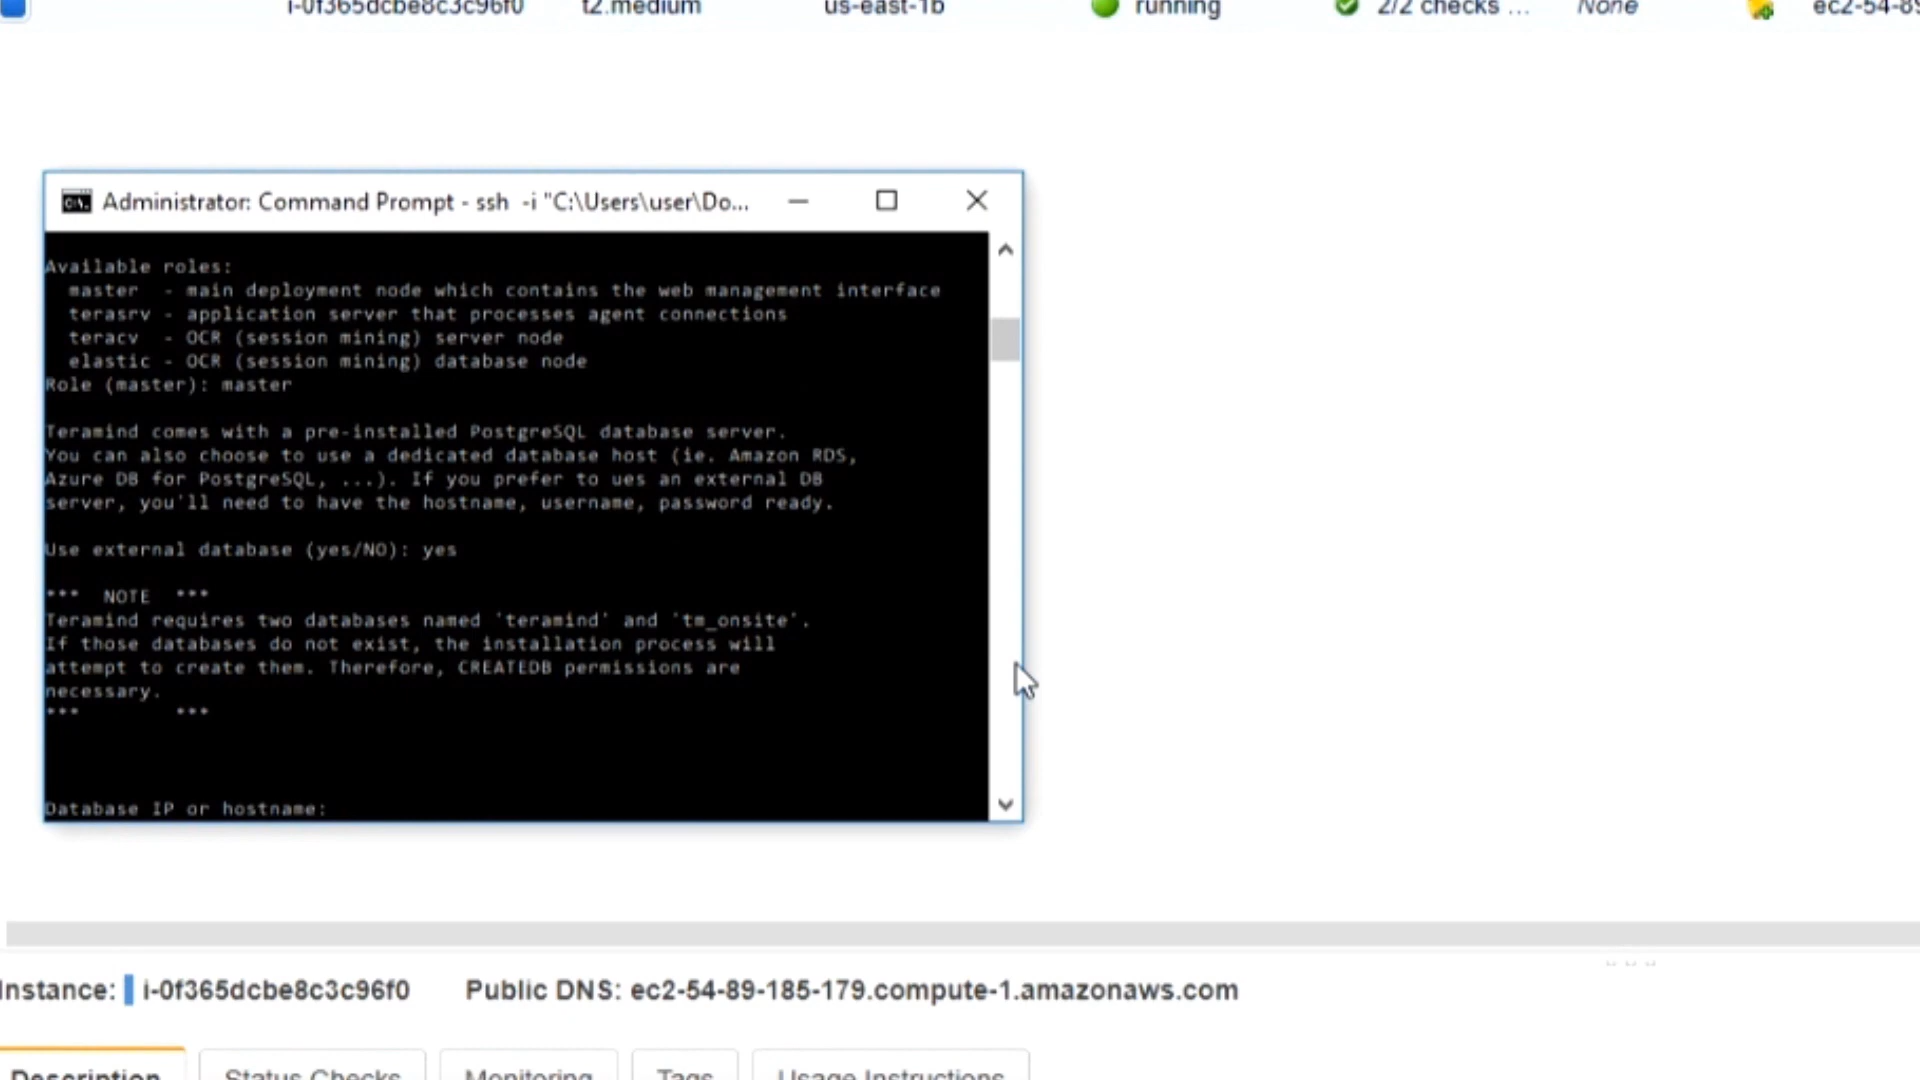 i-0f365dcbe8c3c96f0 t2.medium us-east-1b running 2/2 checks ... None ec2-54-89
Administrator: Command Prompt - ssh -i "C:\Users\user\Do...
Available roles:
master - main deployment node which contains the web management interface
terasrv - application server that processes agent connections
teracv - OCR (session mining) server node
elastic - OCR (session mining) database node
Role (master): master
Teramind comes with a pre-installed PostgreSQL database server.
You can also choose to use a dedicated database host (ie. Amazon RDS,
Azure DB for PostgreSQL, ...). If you prefer to ues an external DB
server, you'll need to have the hostname, username, password ready.
Use external database (yes/NO): yes
*** NOTE ***
Teramind requires two databases named 'teramind' and 'tm_onsite'.
If those databases do not exist, the installation process will
attempt to create them. Therefore, CREATEDB permissions are
necessary.
*** ***
Database IP or hostname:
Instance: i-0f365dcbe8c3c96f0 Public DNS: ec2-54-89-185-179.compute-1.amazonaws.com
Description Status Checks Monitoring Tags Usage Instructions